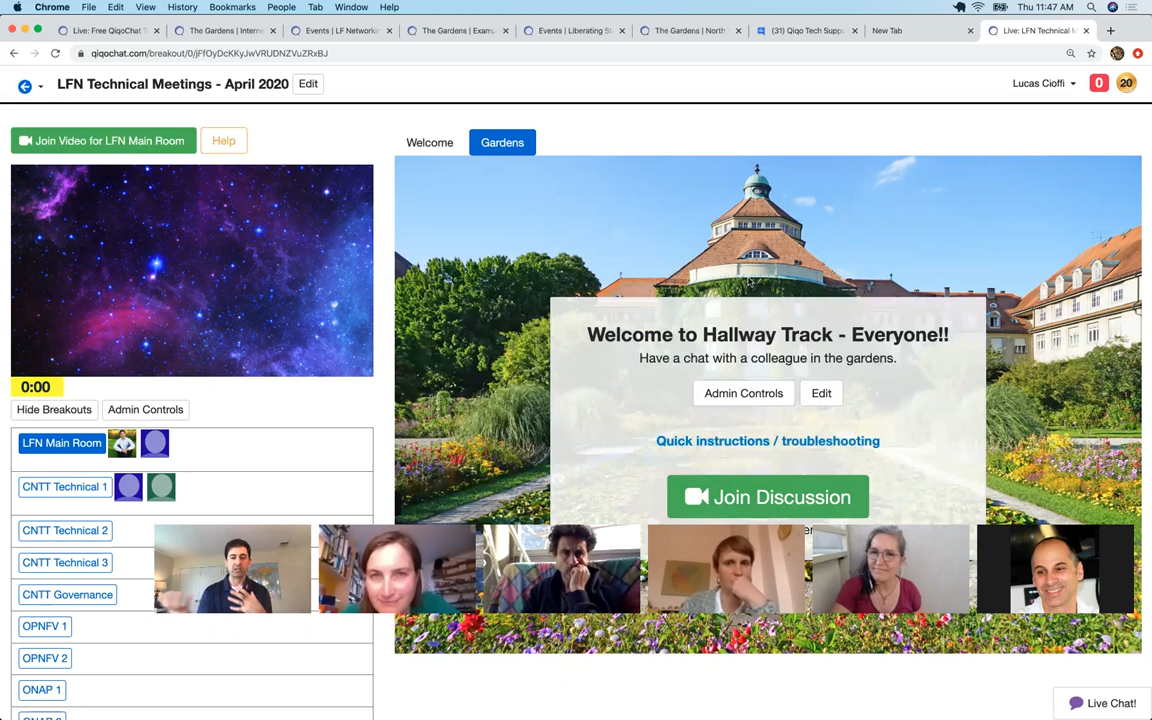 Chrome File Edit View History Bookmarks People Tab Window Help Thu 11:47 AM
Live: Free QiqoChat T The Gardens | Interne Events | LF Networkin The Gardens | Exam Events | Liberating St The Gardens | North (31) Qiqo Tech Supp New Tab Live: LFN Technical M
qiqochat.com/breakout/0/jFfOyDcKKyJwVRUDNZVuZRxBJ
LFN Technical Meetings - April 2020 Edit Lucas Cioffi 0 20
Join Video for LFN Main Room Help
Welcome Gardens
0:00
Hide Breakouts Admin Controls
LFN Main Room
CNTT Technical 1
CNTT Technical 2
CNTT Technical 3
CNTT Governance
OPNFV 1
OPNFV 2
ONAP 1
Welcome to Hallway Track - Everyone!!
Have a chat with a colleague in the gardens.
Admin Controls Edit
Quick instructions / troubleshooting
Join Discussion
Live Chat!